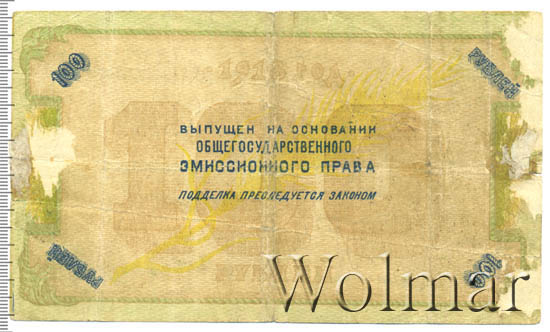 100
РУБЛЕЙ
ВЫПУЩЕН НА ОСНОВАНИИ
ОБЩЕГОСУДАРСТВЕННОГО
ЭМИССИОННОГО ПРАВА
ПОДДЕЛКА ПРЕСЛЕДУЕТСЯ ЗАКОНОМ
РУБЛЕЙ
100
Wolmar